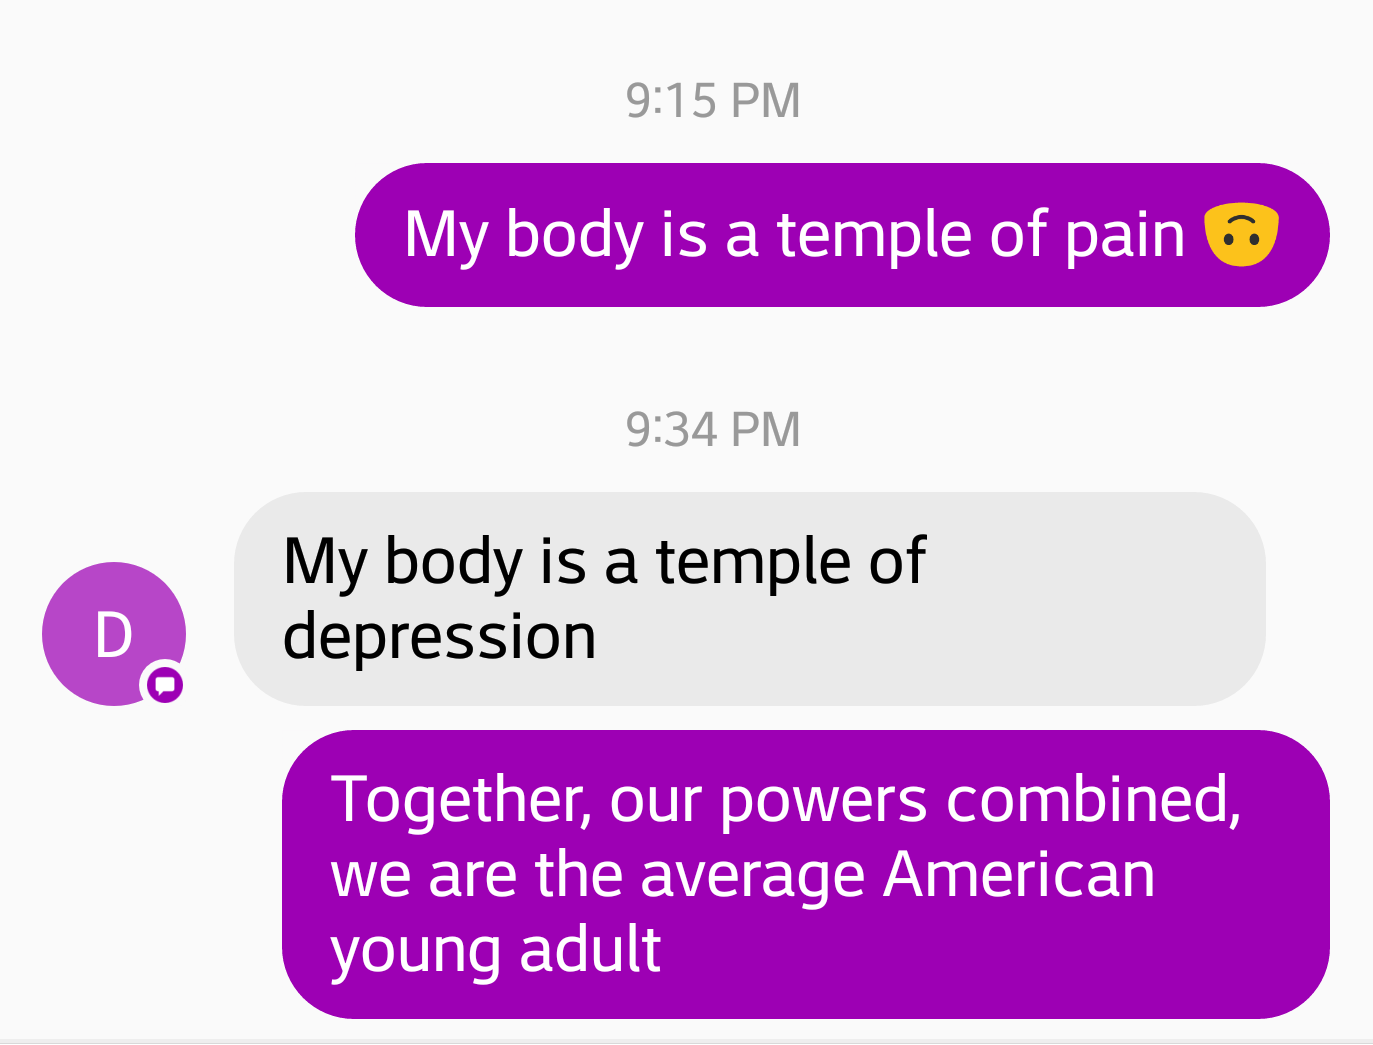 9:15 PM
My body is a temple of pain 🙃
9:34 PM
My body is a temple of
depression
D
Together, our powers combined,
we are the average American
young adult